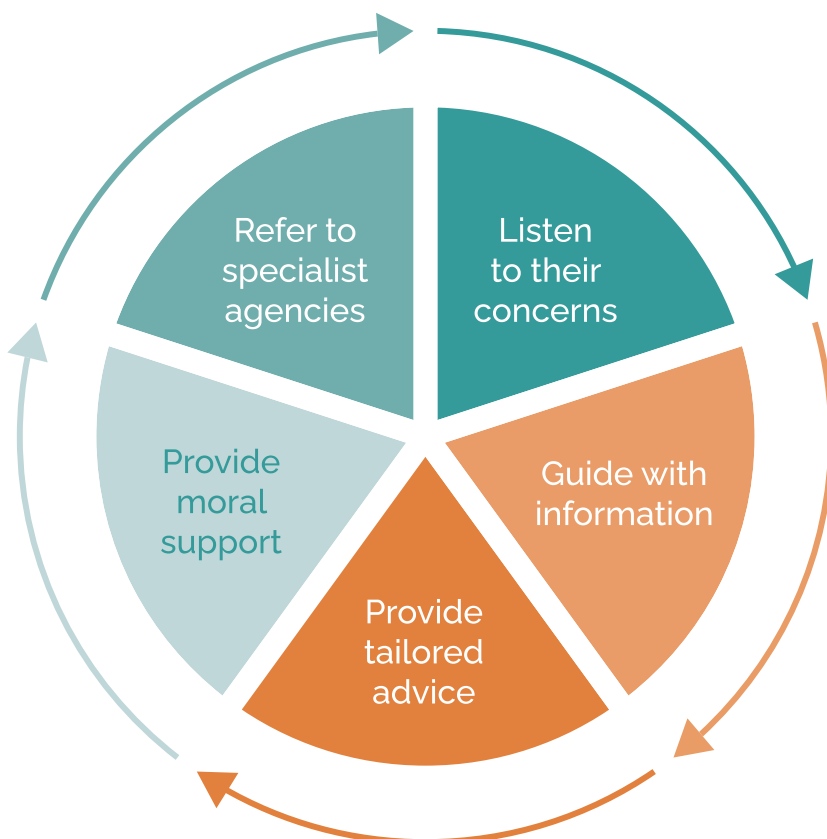 Listen
to their
concerns
Guide with
information
Provide
tailored
advice
Provide
moral
support
Refer to
specialist
agencies